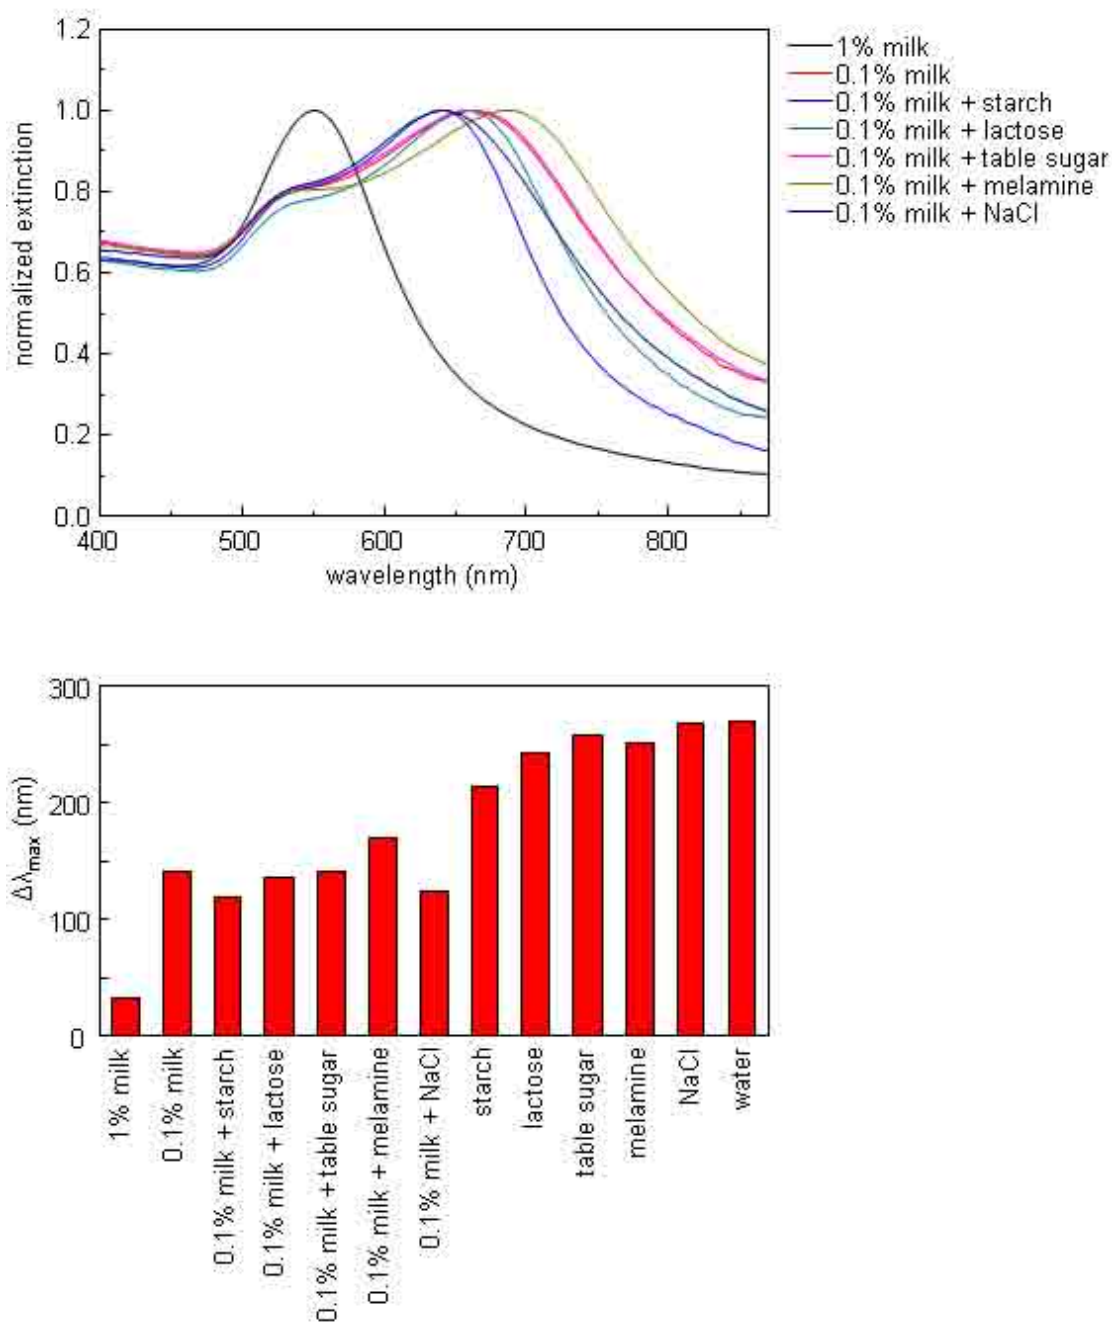 1.2
1.0
0.8
0.6
0.4
0.2
0.0
normalized extinction
400 500 600 700 800
wavelength (nm)
1% milk
0.1% milk
0.1% milk + starch
0.1% milk + lactose
0.1% milk + table sugar
0.1% milk + melamine
0.1% milk + NaCl
300
200
100
0
Δλmax (nm)
1% milk
0.1% milk
0.1% milk + starch
0.1% milk + lactose
0.1% milk + table sugar
0.1% milk + melamine
0.1% milk + NaCl
starch
lactose
table sugar
melamine
NaCl
water